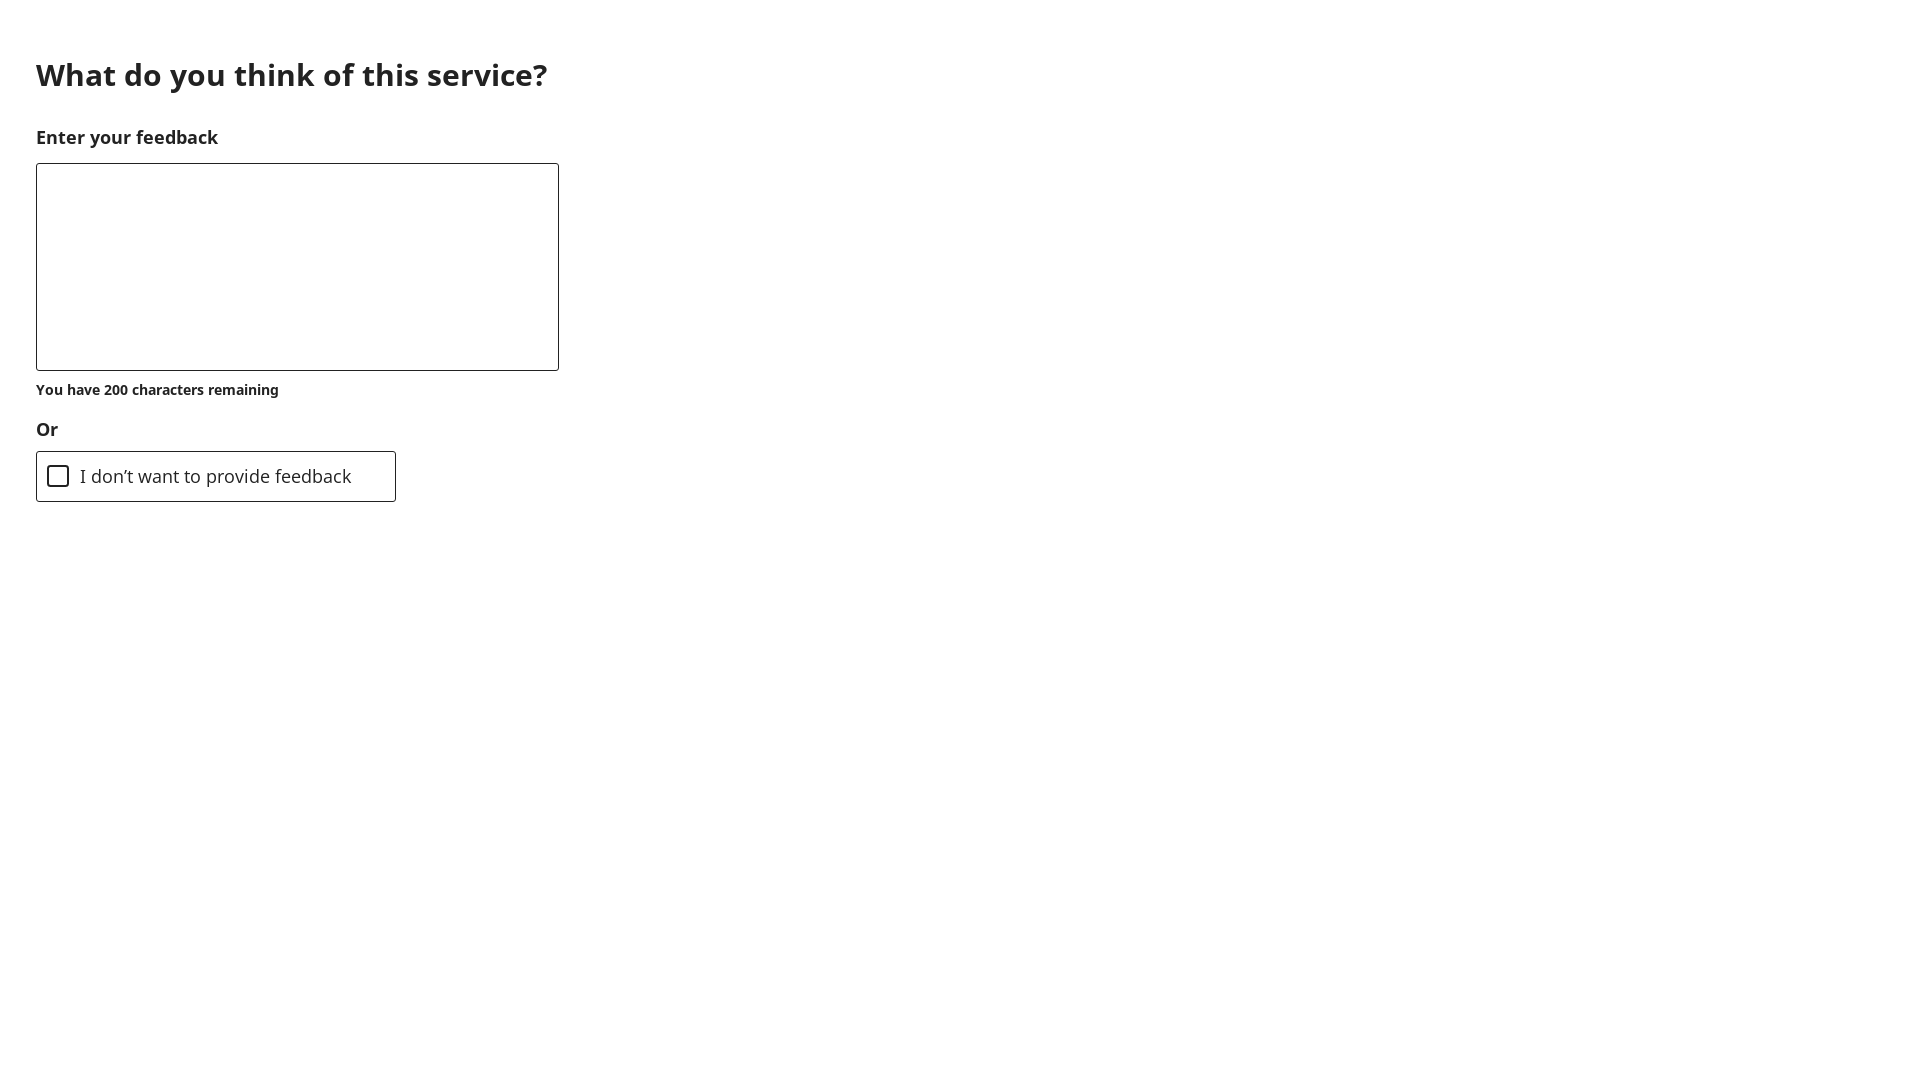 What do you think of this service?
Enter your feedback
You have 200 characters remaining
Or
I don’t want to provide feedback